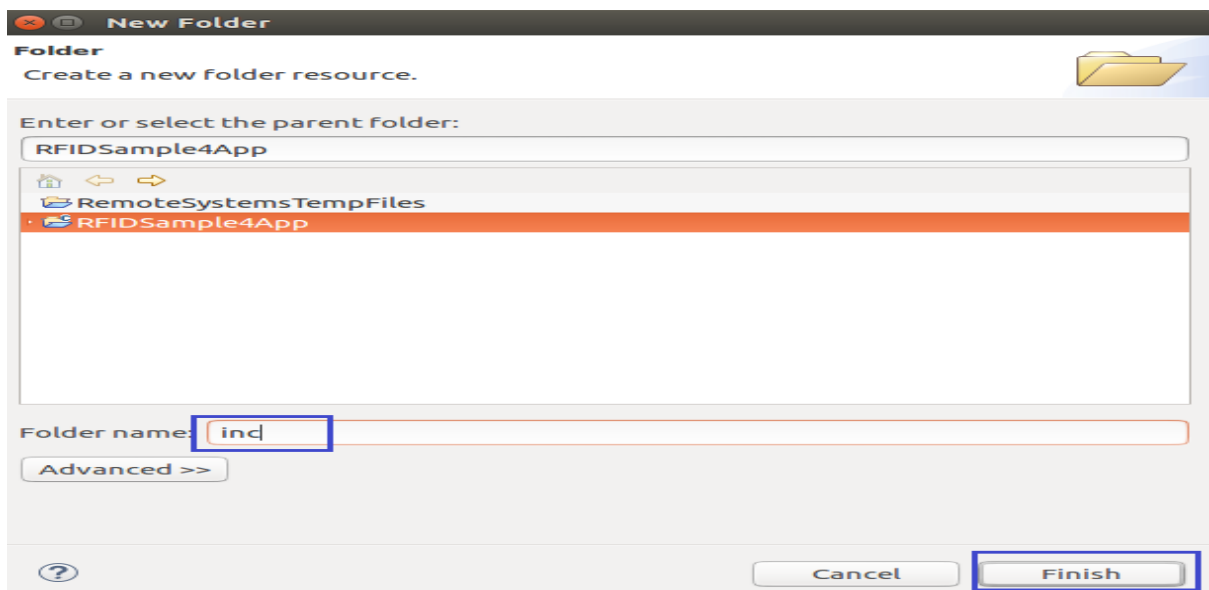 New Folder
Folder
Create a new folder resource.
Enter or select the parent folder:
RFIDSample4App
RemoteSystemsTempFiles
RFIDSample4App
Folder name: inc
Advanced >>
? Cancel Finish